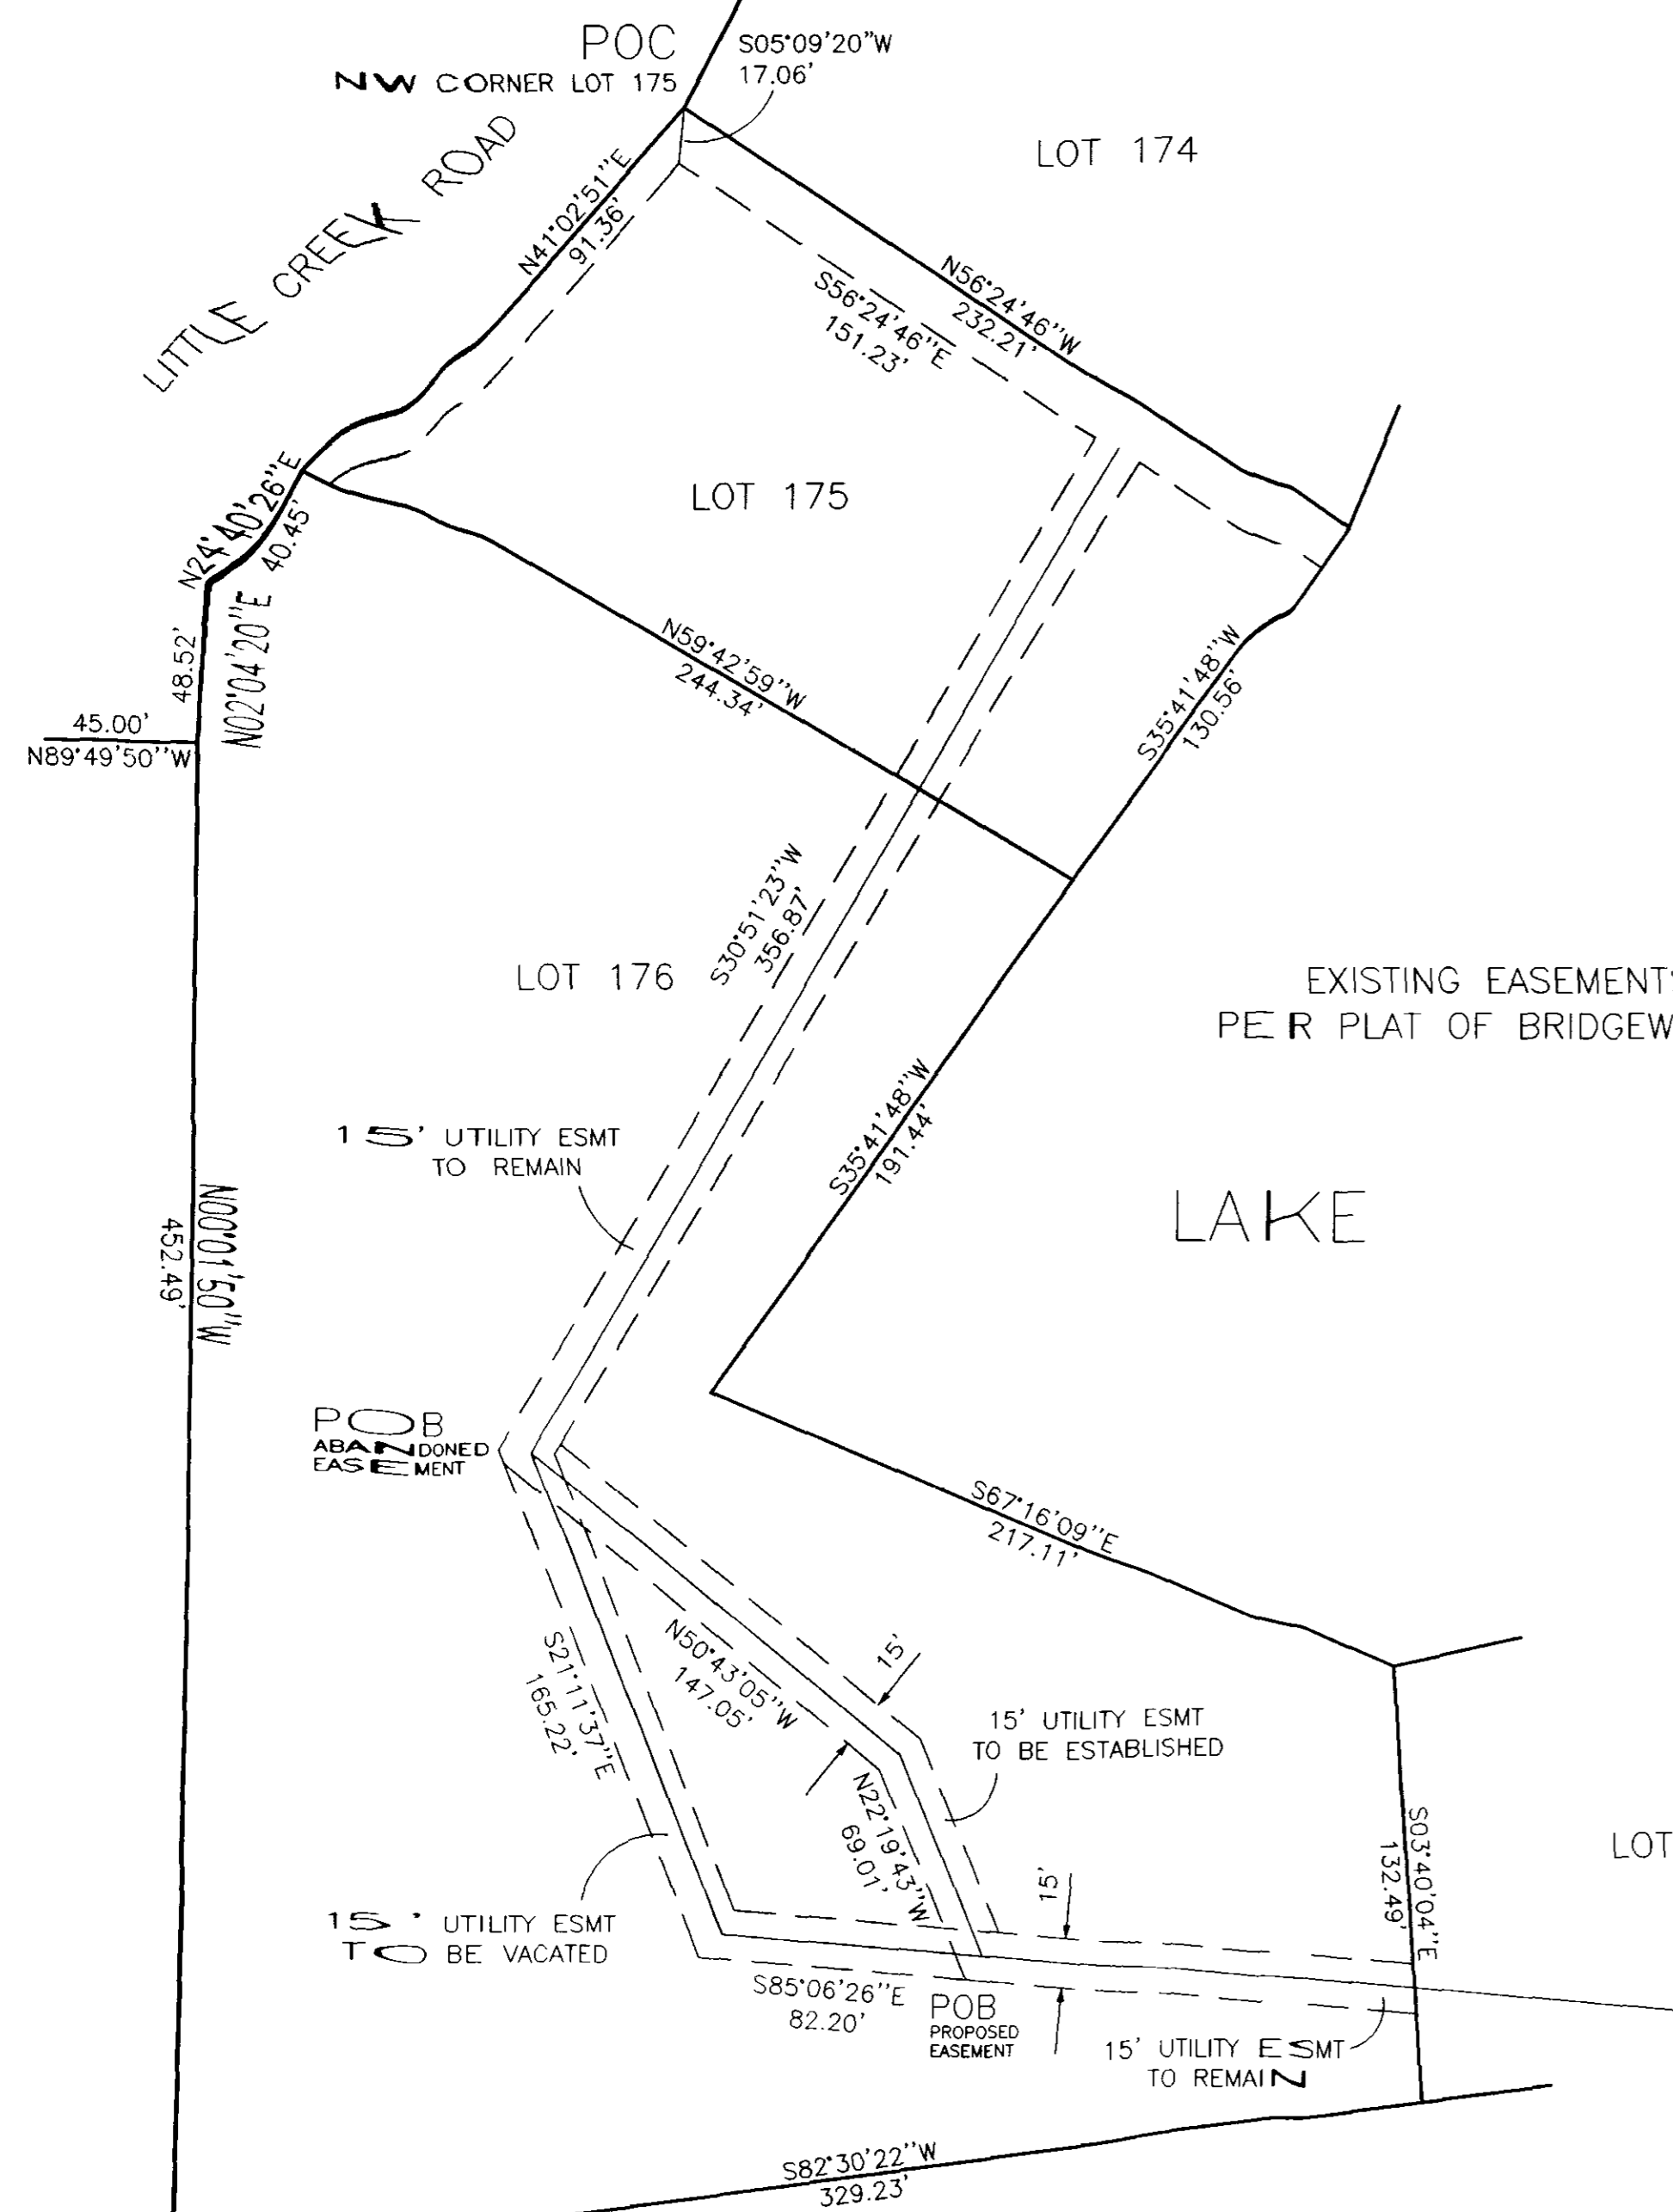 POC
NW CORNER LOT 175
S05°09'20"W
17.06'
LOT 174
LITTLE CREEK ROAD
N41°02'51"E
91.36'
N56°24'46"W
232.21'
S56°24'46"E
151.23'
LOT 175
N24°40'26"E
40.45'
N02°04'20"E
48.52'
45.00'
N89°49'50"W
N59°42'59"W
244.34'
S35°41'48"W
130.56'
S30°51'23"W
356.87'
LOT 176
EXISTING EASEMENT
PER PLAT OF BRIDGEW
15' UTILITY ESMT
TO REMAIN
S35°41'48"W
191.44'
LAKE
N00°01'50"W
452.49'
POB
ABANDONED
EASEMENT
S67°16'09"E
217.11'
S21°11'37"E
165.22'
N50°43'05"W
147.05'
15'
15' UTILITY ESMT
TO BE ESTABLISHED
N22°19'43"W
69.01'
15'
S03°40'04"E
132.49'
LOT
15' UTILITY ESMT
TO BE VACATED
S85°06'26"E
82.20'
POB
PROPOSED
EASEMENT
15' UTILITY ESMT
TO REMAIN
S82°30'22"W
329.23'